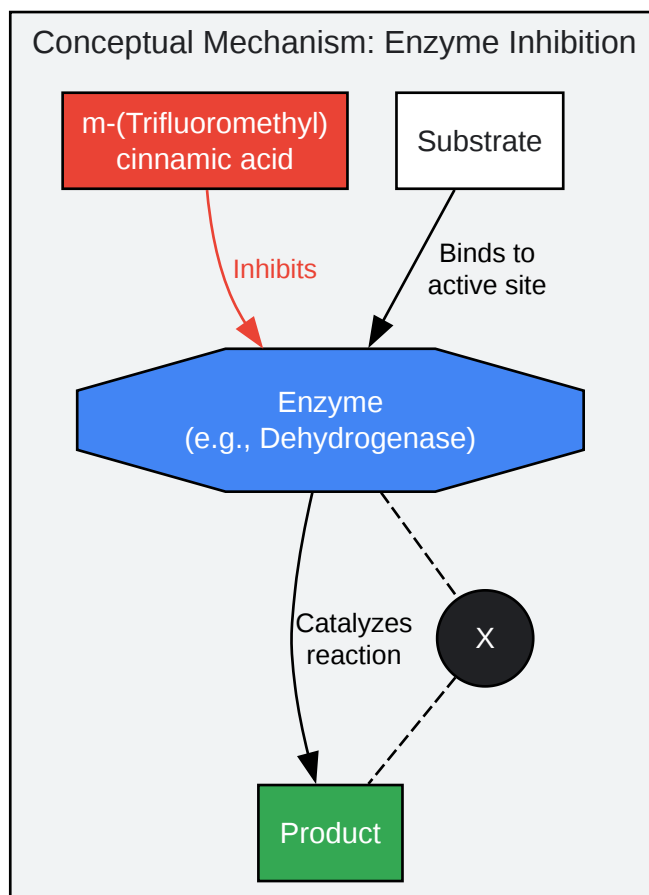 Conceptual Mechanism: Enzyme Inhibition
m-(Trifluoromethyl)
cinnamic acid
Substrate
Inhibits
Binds to
active site
Enzyme
(e.g., Dehydrogenase)
Catalyzes
reaction
X
Product